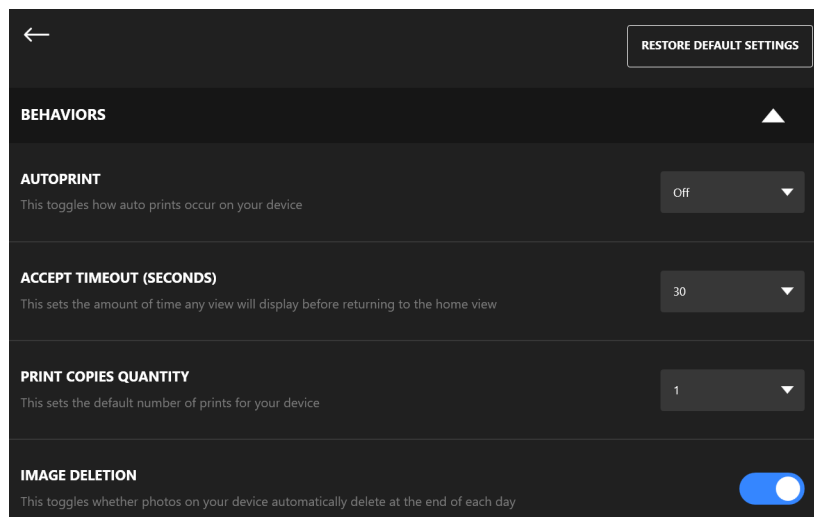 RESTORE DEFAULT SETTINGS
BEHAVIORS
AUTOPRINT
This toggles how auto prints occur on your device
Off
ACCEPT TIMEOUT (SECONDS)
This sets the amount of time any view will display before returning to the home view
30
PRINT COPIES QUANTITY
This sets the default number of prints for your device
1
IMAGE DELETION
This toggles whether photos on your device automatically delete at the end of each day